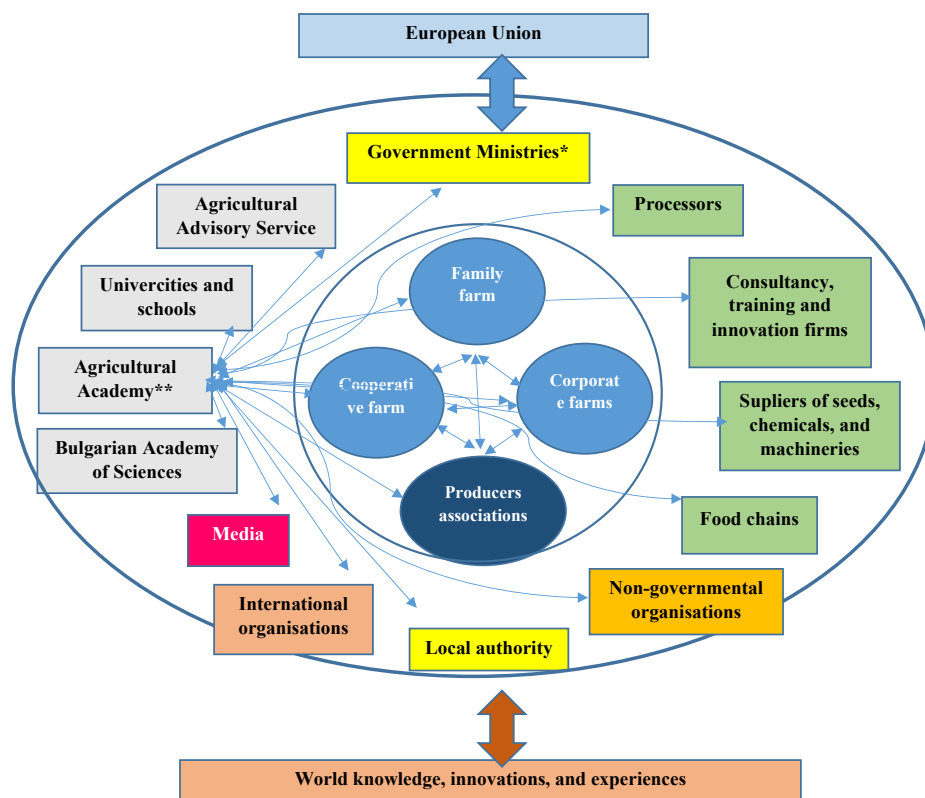 European Union
Government Ministries*
Agricultural
Advisory Service
Processors
Family
farm
Univercities and
schools
Consultancy,
training and
innovation firms
Agricultural
Academy**
Cooperati
ve farm
Corporat
e farms
Supliers of seeds,
chemicals, and
machineries
Bulgarian Academy
of Sciences
Producers
associations
Media
Food chains
International
organisations
Non-governmental
organisations
Local authority
World knowledge, innovations, and experiences